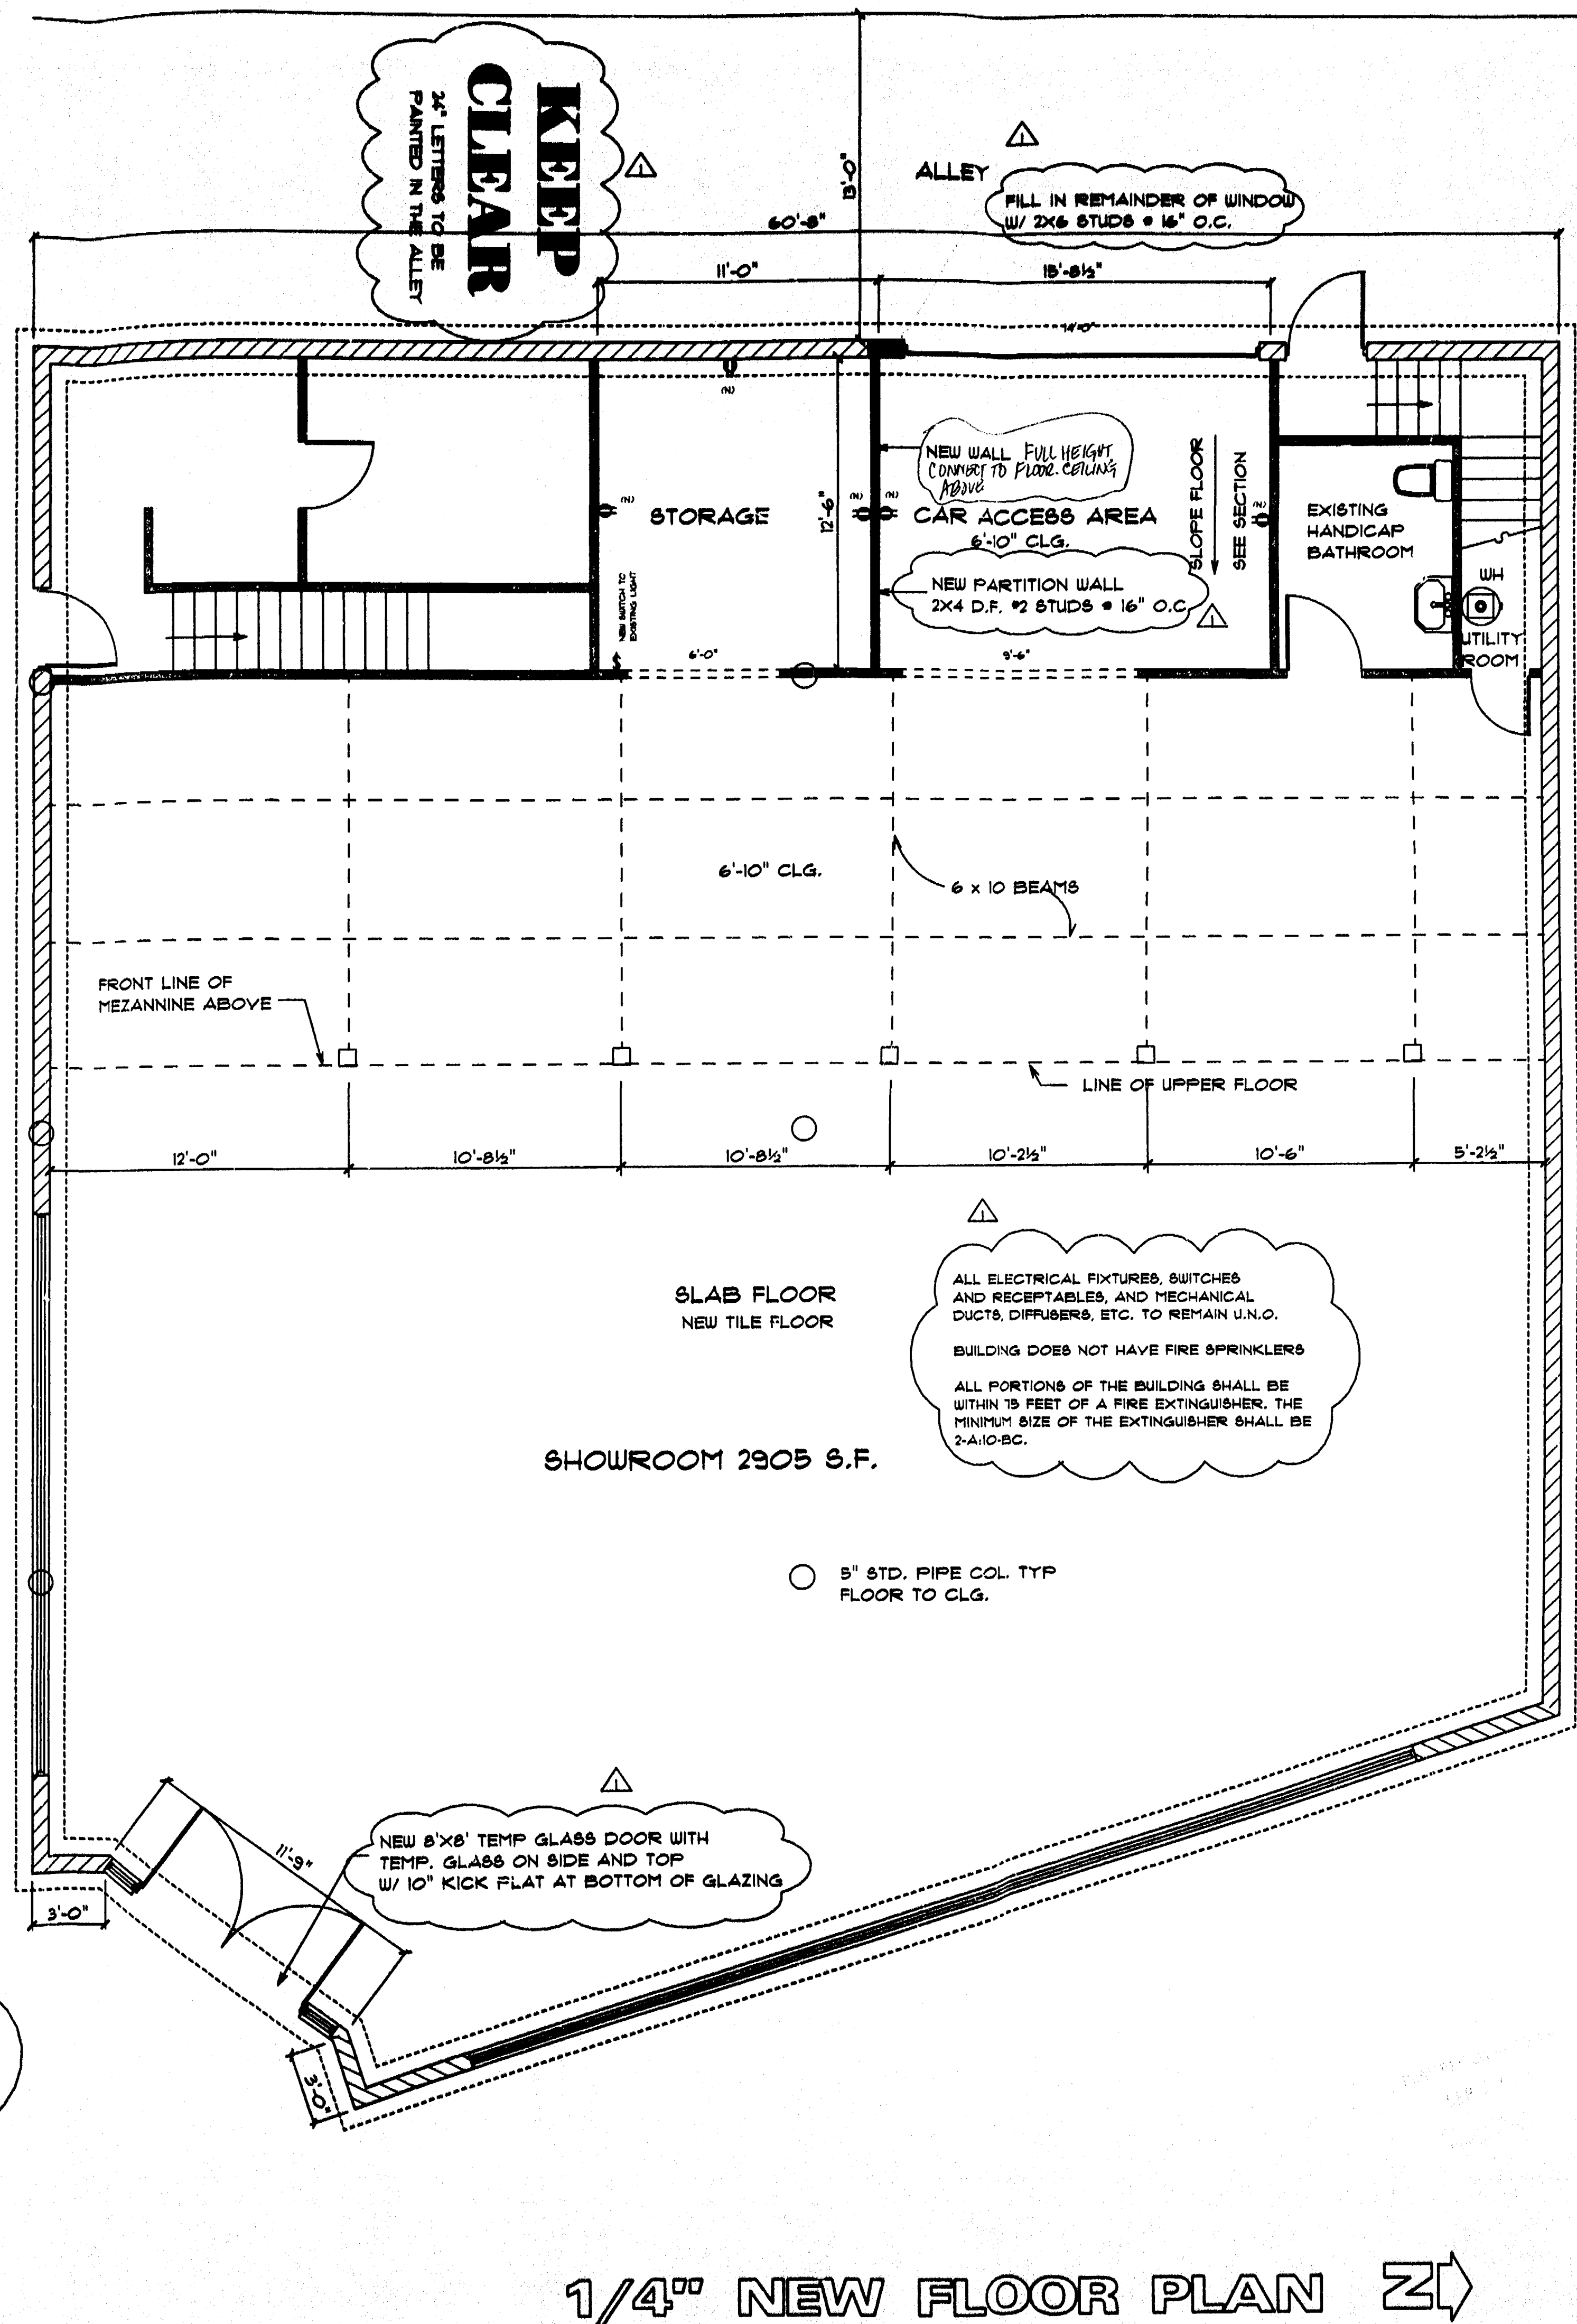 KEEP
CLEAR
24" LETTERS TO BE
PAINTED IN THE ALLEY
13'-0"
ALLEY
FILL IN REMAINDER OF WINDOW
W/ 2X6 STUDS @ 16" O.C.
60'-8"
11'-0"
15'-8½"
14'-0"
(N)
NEW WALL FULL HEIGHT
CONNECT TO FLOOR. CEILING
ABOVE
12'-6"
(N)
(N)
(N)
(N)
STORAGE
CAR ACCESS AREA
6'-10" CLG.
SLOPE FLOOR
SEE SECTION
EXISTING
HANDICAP
BATHROOM
NEW PARTITION WALL
2X4 D.F. #2 STUDS @ 16" O.C.
NEW SWITCH TO
EXISTING LIGHT
WH
UTILITY
ROOM
6'-0"
9'-6"
6'-10" CLG.
6 x 10 BEAMS
FRONT LINE OF
MEZANNINE ABOVE
LINE OF UPPER FLOOR
12'-0"
10'-8½"
10'-8½"
10'-2½"
10'-6"
5'-2½"
SLAB FLOOR
NEW TILE FLOOR
ALL ELECTRICAL FIXTURES, SWITCHES
AND RECEPTABLES, AND MECHANICAL
DUCTS, DIFFUSERS, ETC. TO REMAIN U.N.O.
BUILDING DOES NOT HAVE FIRE SPRINKLERS
ALL PORTIONS OF THE BUILDING SHALL BE
WITHIN 75 FEET OF A FIRE EXTINGUISHER. THE
MINIMUM SIZE OF THE EXTINGUISHER SHALL BE
2-A:10-BC.
SHOWROOM 2905 S.F.
5" STD. PIPE COL. TYP
FLOOR TO CLG.
NEW 8'X8' TEMP GLASS DOOR WITH
TEMP. GLASS ON SIDE AND TOP
W/ 10" KICK PLAT AT BOTTOM OF GLAZING
11'-9"
3'-0"
3'-0"
1/4" NEW FLOOR PLAN
N